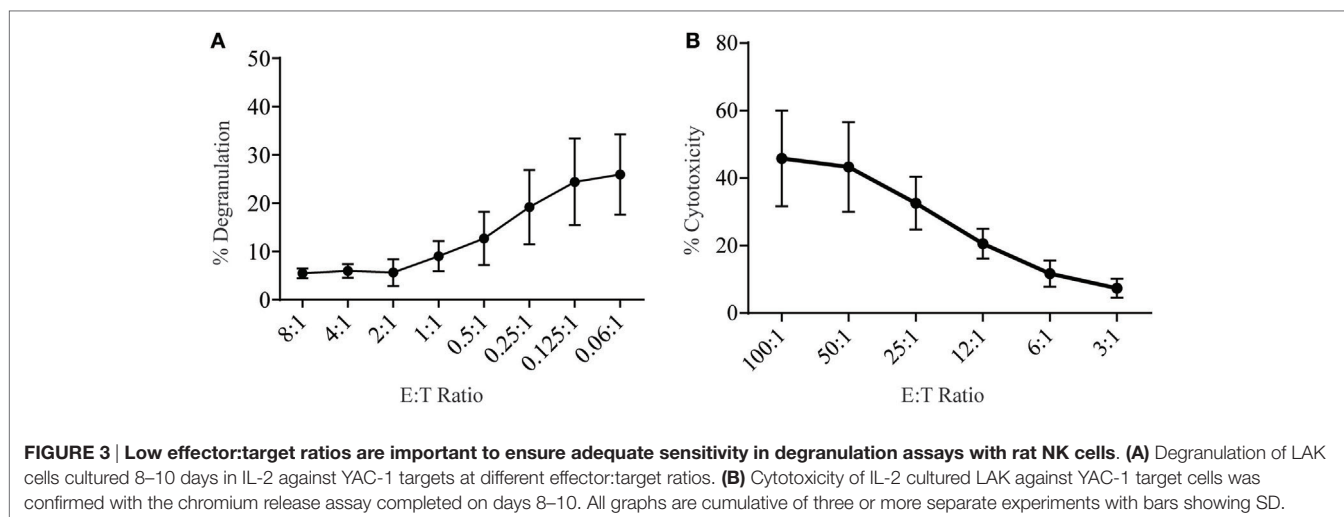 A
50
40
30
20
10
0
% Degranulation
8:1
4:1
2:1
1:1
0.5:1
0.25:1
0.125:1
0.06:1
E:T Ratio
B
80
60
40
20
0
% Cytotoxicity
100:1
50:1
25:1
12:1
6:1
3:1
E:T Ratio
FIGURE 3 | Low effector:target ratios are important to ensure adequate sensitivity in degranulation assays with rat NK cells. (A) Degranulation of LAK
cells cultured 8–10 days in IL-2 against YAC-1 targets at different effector:target ratios. (B) Cytotoxicity of IL-2 cultured LAK against YAC-1 target cells was
confirmed with the chromium release assay completed on days 8–10. All graphs are cumulative of three or more separate experiments with bars showing SD.